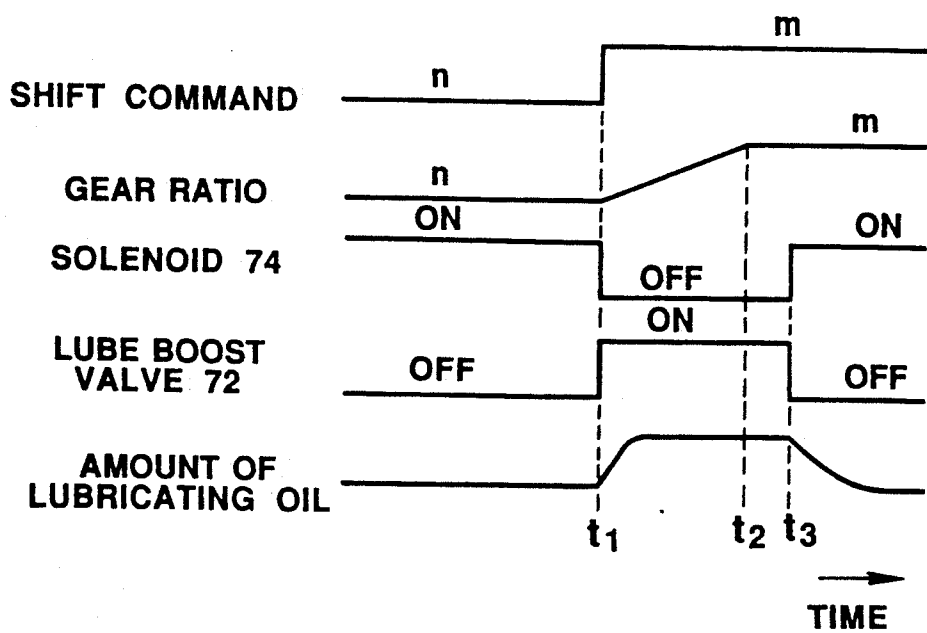 m
n
SHIFT COMMAND
m
n
GEAR RATIO
ON
ON
SOLENOID 74
OFF
ON
LUBE BOOST
VALVE 72
OFF
OFF
AMOUNT OF
LUBRICATING OIL
t1
t2
t3
TIME